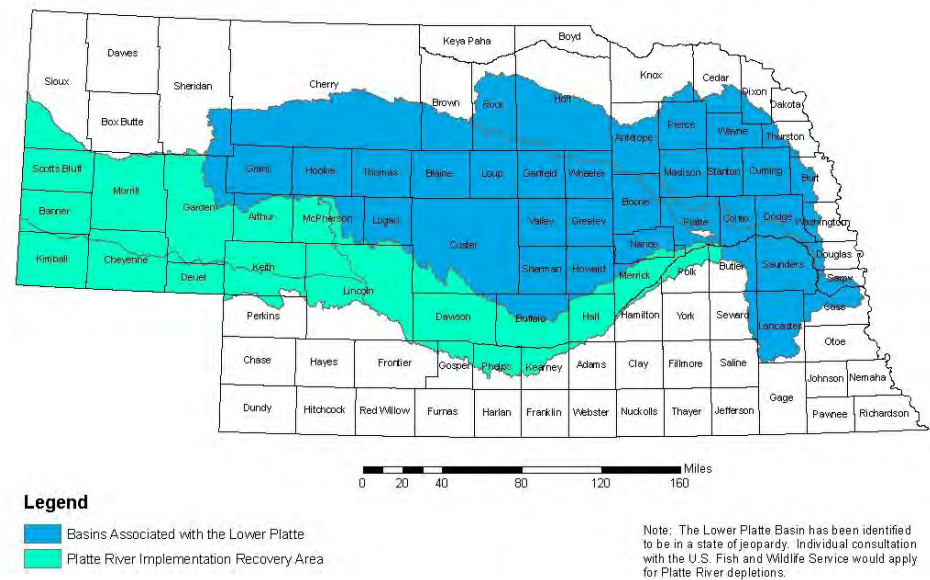 Keya Paha
Boyd
Dawes
Sioux
Sheridan
Cherry
Knox
Cedar
Dixon
Dakota
Brown
Rock
Holt
Box Butte
Antelope
Pierce
Wayne
Thurston
Scotts Bluff
Morrill
Garden
Grant
Hooker
Thomas
Blaine
Loup
Garfield
Wheeler
Madison
Stanton
Cuming
Burt
Banner
Arthur
McPherson
Logan
Custer
Valley
Greeley
Boone
Platte
Colfax
Dodge
Washington
Kimball
Cheyenne
Deuel
Keith
Lincoln
Sherman
Howard
Nance
Merrick
Polk
Butler
Saunders
Douglas
Sarpy
Cass
Perkins
Dawson
Buffalo
Hall
Hamilton
York
Seward
Lancaster
Otoe
Chase
Hayes
Frontier
Gosper
Phelps
Kearney
Adams
Clay
Fillmore
Saline
Gage
Johnson
Nemaha
Dundy
Hitchcock
Red Willow
Furnas
Harlan
Franklin
Webster
Nuckolls
Thayer
Jefferson
Pawnee
Richardson
Miles
0 20 40 80 120 160
Legend
Basins Associated with the Lower Platte
Platte River Implementation Recovery Area
Note: The Lower Platte Basin has been identified
to be in a state of jeopardy. Individual consultation
with the U.S. Fish and Wildlife Service would apply
for Platte River depletions.